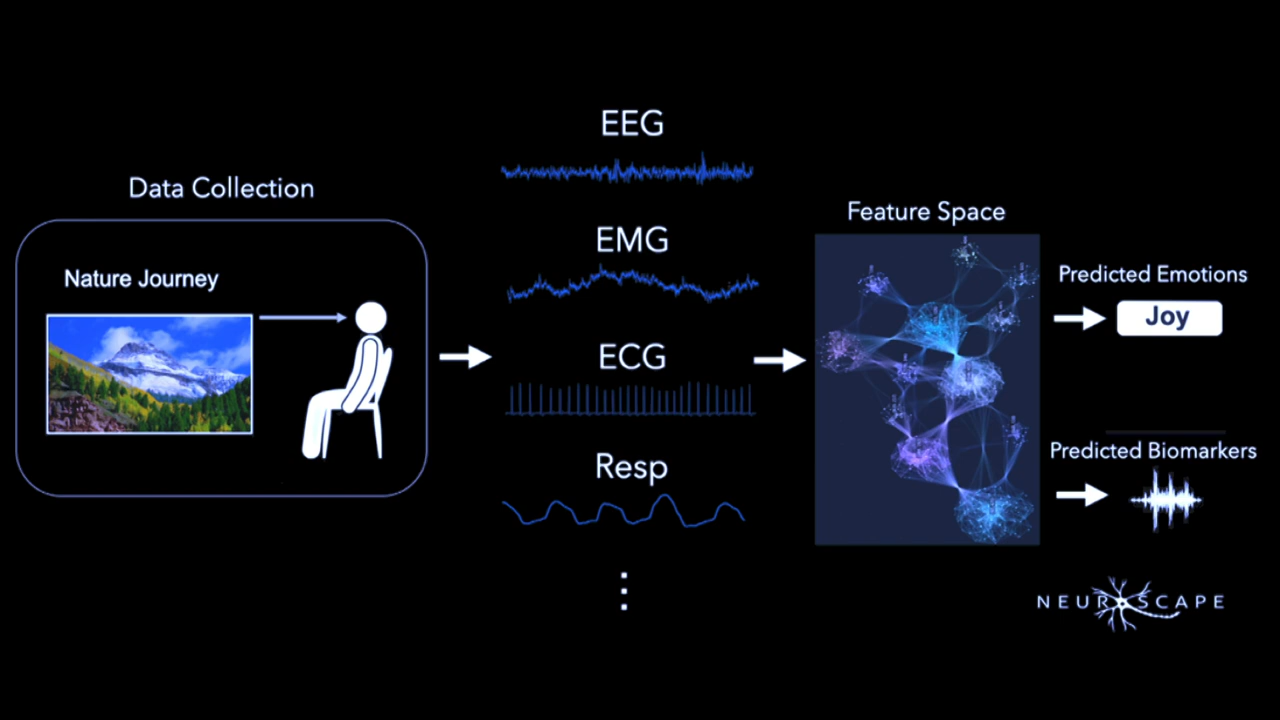 Data Collection
Nature Journey
EEG
EMG
ECG
Resp
Feature Space
Predicted Emotions
Joy
Predicted Biomarkers
NEUROSCAPE